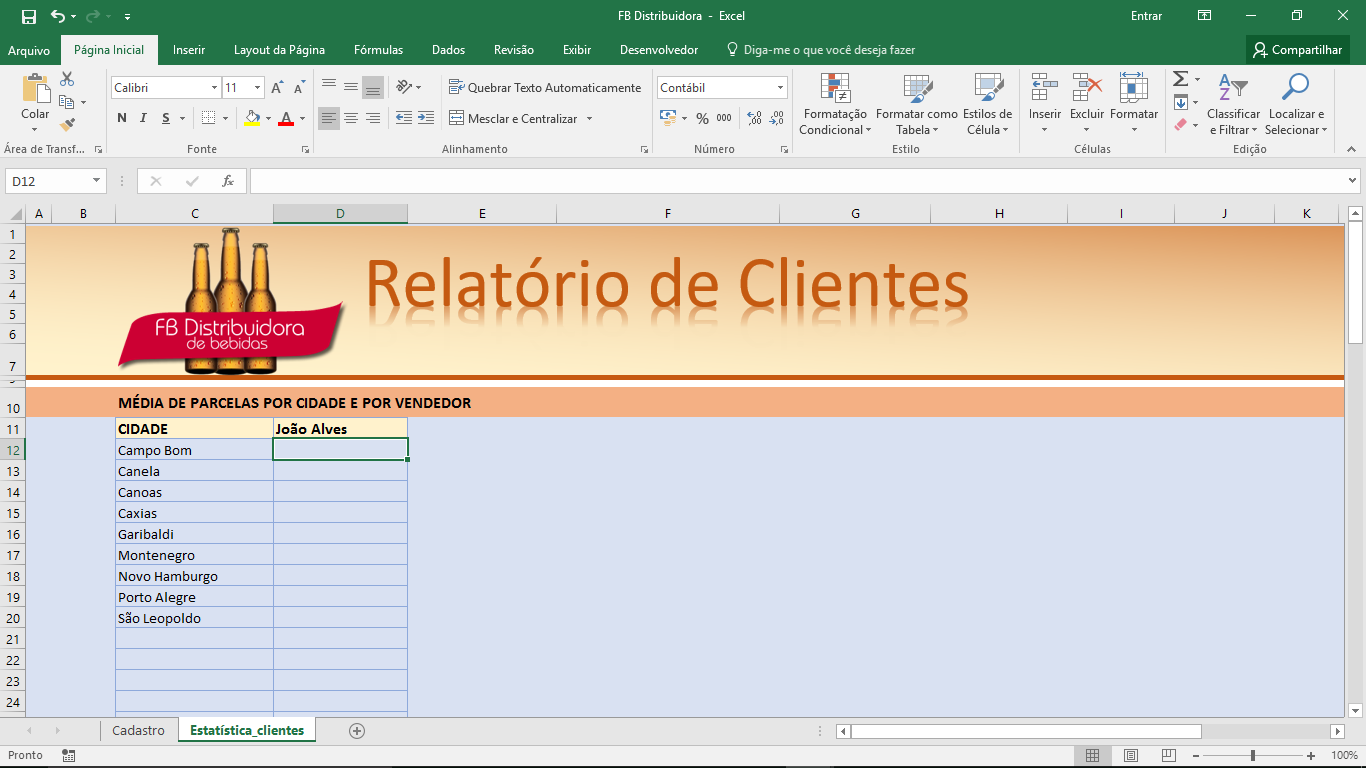 FB Distribuidora - Excel
Entrar
Arquivo Página Inicial Inserir Layout da Página Fórmulas Dados Revisão Exibir Desenvolvedor Diga-me o que você deseja fazer Compartilhar
Colar
Área de Transf...
Calibri 11
N I S A A A
Fonte
Quebrar Texto Automaticamente
Mesclar e Centralizar
Alinhamento
Contábil
% 000
Número
Formatação Condicional
Formatar como Tabela
Estilos de Célula
Estilo
Inserir Excluir Formatar
Células
Classificar e Filtrar
Localizar e Selecionar
Edição
D12 fx
A B C D E F G H I J K
1
2
3
4
5
6
7
Relatório de Clientes
FB Distribuidora
de bebidas
10 MÉDIA DE PARCELAS POR CIDADE E POR VENDEDOR
11 CIDADE João Alves
12 Campo Bom
13 Canela
14 Canoas
15 Caxias
16 Garibaldi
17 Montenegro
18 Novo Hamburgo
19 Porto Alegre
20 São Leopoldo
21
22
23
24
Cadastro Estatística_clientes
Pronto 100%